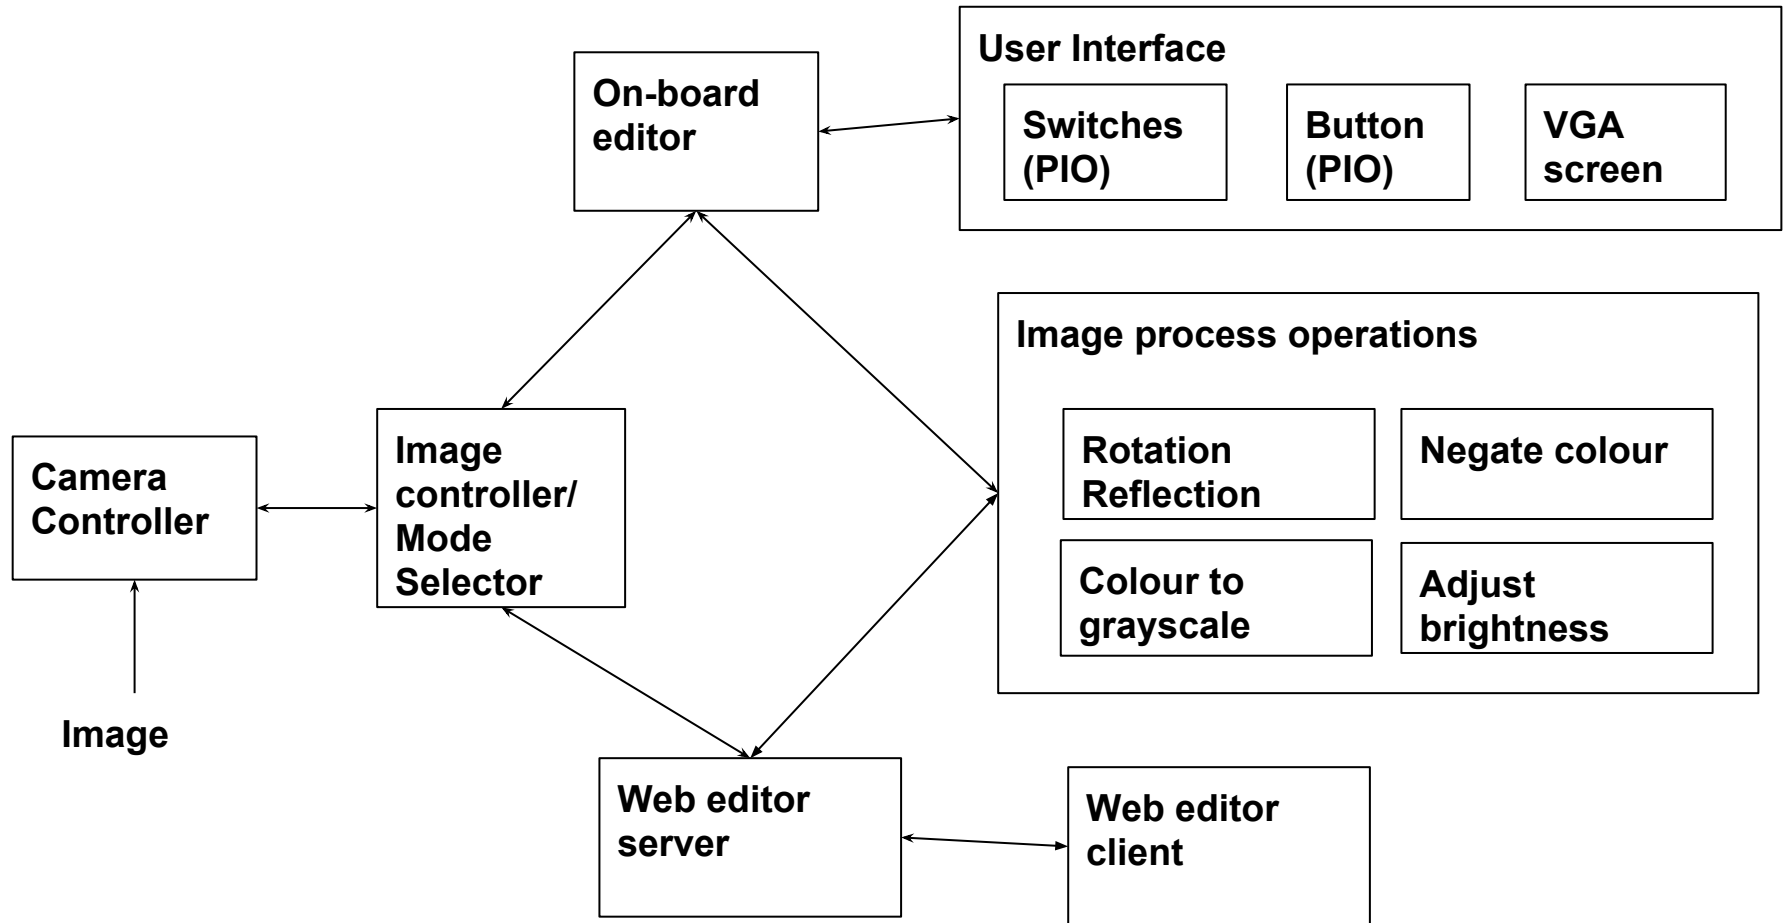 User Interface
On-board
editor
Switches
(PIO)
Button
(PIO)
VGA
screen
Image process operations
Rotation
Reflection
Negate colour
Colour to
grayscale
Adjust
brightness
Camera
Controller
Image
controller/
Mode
Selector
Image
Web editor
server
Web editor
client